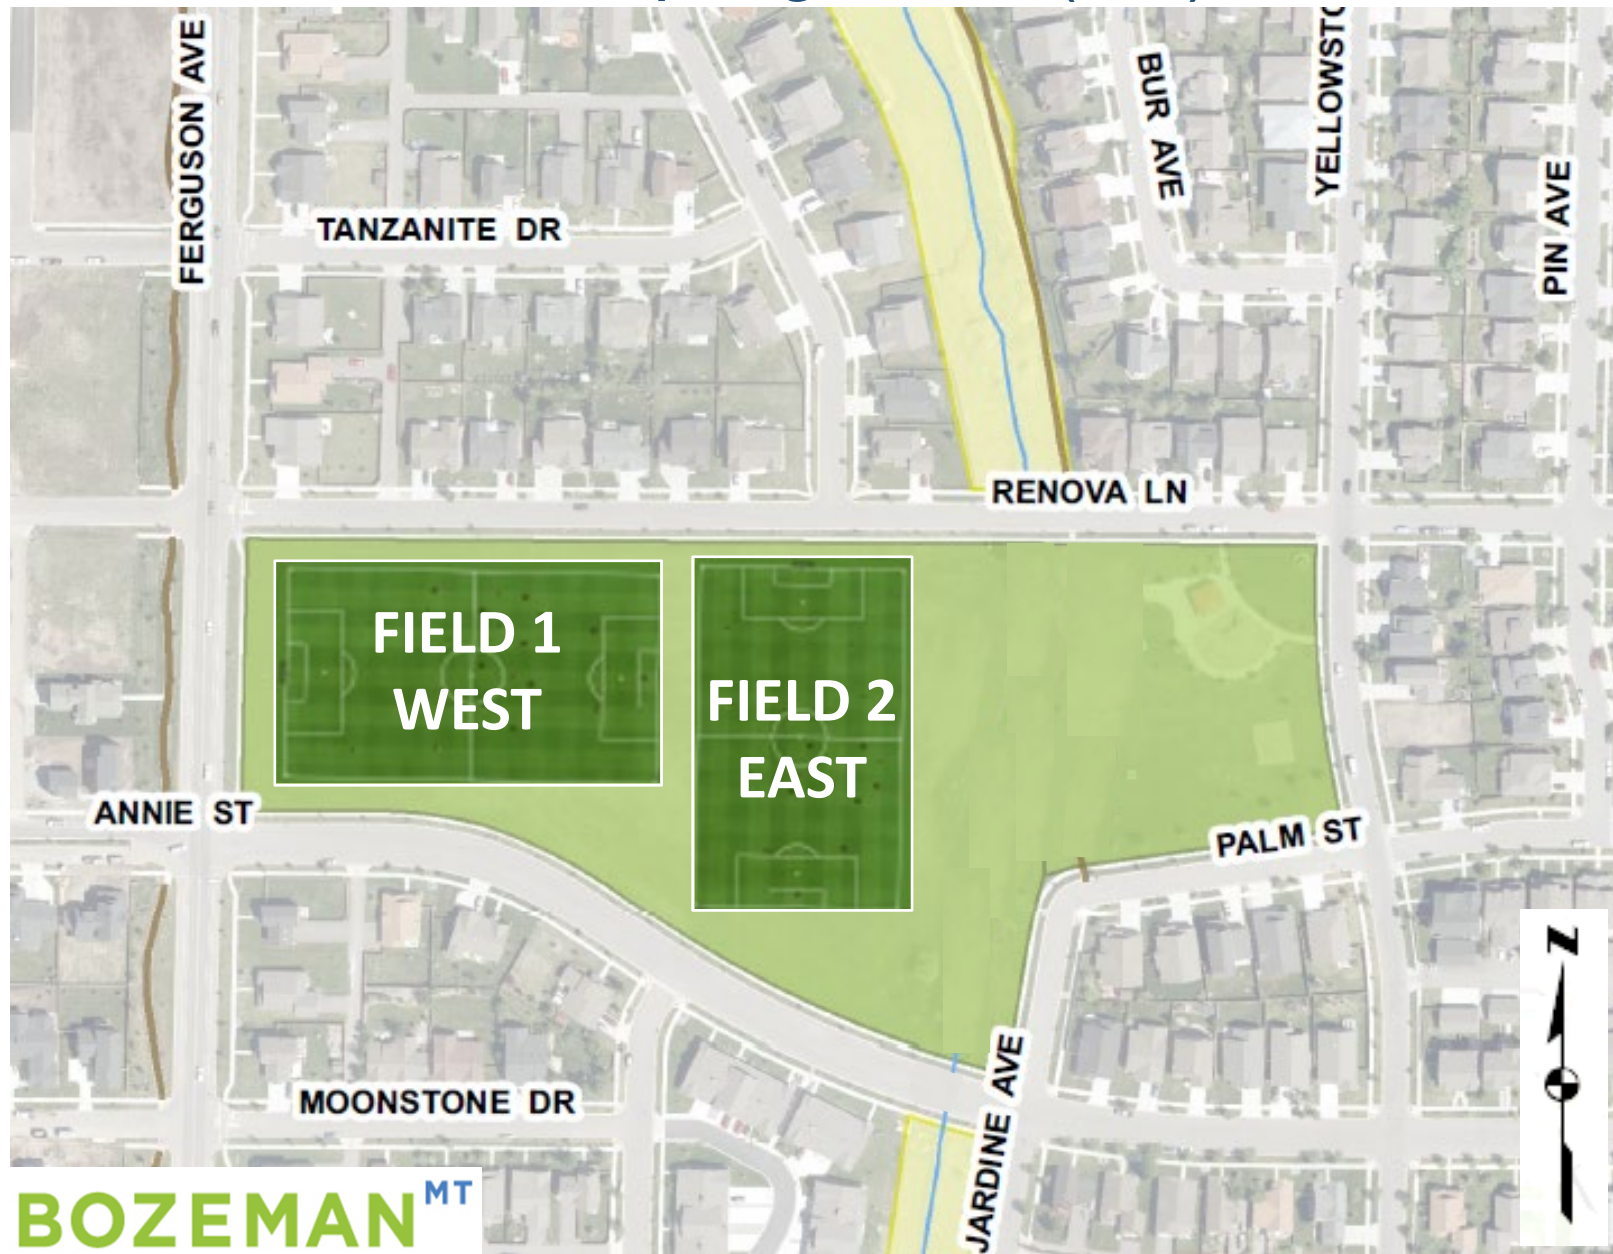 FERGUSON AVE
BUR AVE
YELLOWSTO
PIN AVE
TANZANITE DR
RENOVA LN
FIELD 1
WEST
FIELD 2
EAST
ANNIE ST
PALM ST
MOONSTONE DR
JARDINE AVE
N
BOZEMAN MT